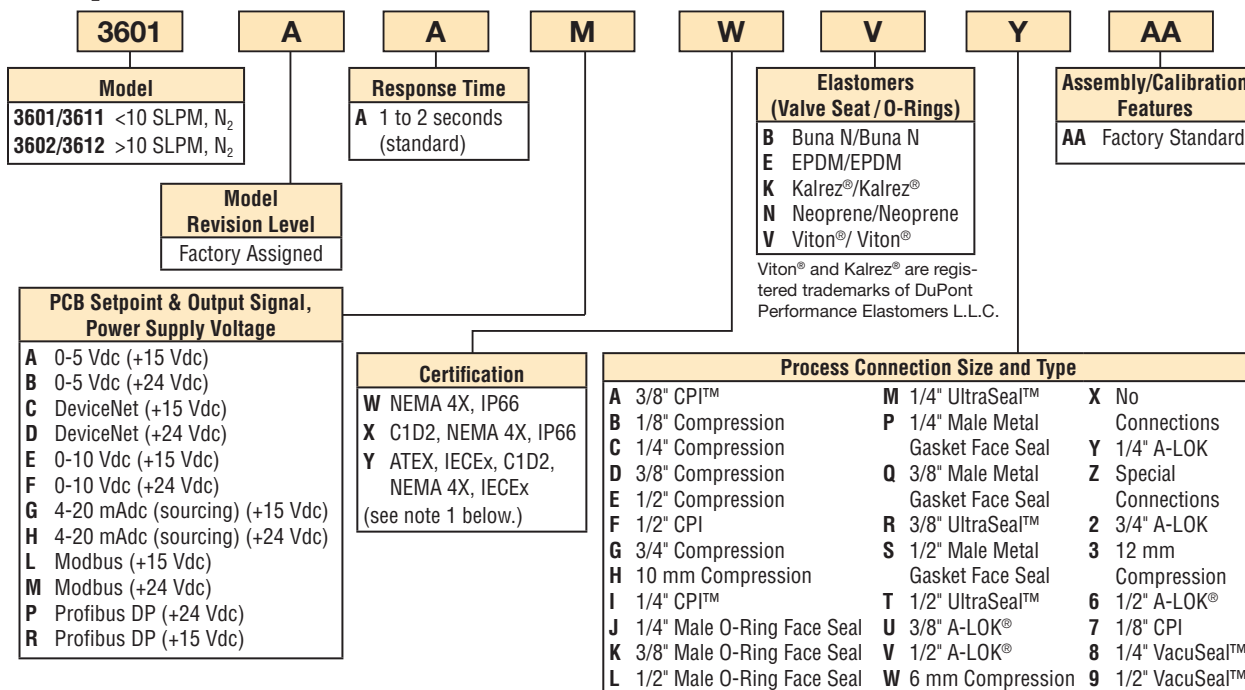 3601 A A M W V Y AA
Model
3601/3611 <10 SLPM, N2
3602/3612 >10 SLPM, N2
Model
Revision Level
Factory Assigned
Response Time
A 1 to 2 seconds
(standard)
Elastomers
(Valve Seat / O-Rings)
B Buna N/Buna N
E EPDM/EPDM
K Kalrez®/Kalrez®
N Neoprene/Neoprene
V Viton®/ Viton®
Viton® and Kalrez® are regis-
tered trademarks of DuPont
Performance Elastomers L.L.C.
Assembly/Calibration
Features
AA Factory Standard
PCB Setpoint & Output Signal,
Power Supply Voltage
A 0-5 Vdc (+15 Vdc)
B 0-5 Vdc (+24 Vdc)
C DeviceNet (+15 Vdc)
D DeviceNet (+24 Vdc)
E 0-10 Vdc (+15 Vdc)
F 0-10 Vdc (+24 Vdc)
G 4-20 mAdc (sourcing) (+15 Vdc)
H 4-20 mAdc (sourcing) (+24 Vdc)
L Modbus (+15 Vdc)
M Modbus (+24 Vdc)
P Profibus DP (+24 Vdc)
R Profibus DP (+15 Vdc)
Certification
W NEMA 4X, IP66
X C1D2, NEMA 4X, IP66
Y ATEX, IECEx, C1D2,
NEMA 4X, IECEx
(see note 1 below.)
Process Connection Size and Type
A 3/8" CPI™
B 1/8" Compression
C 1/4" Compression
D 3/8" Compression
E 1/2" Compression
F 1/2" CPI
G 3/4" Compression
H 10 mm Compression
I 1/4" CPI™
J 1/4" Male O-Ring Face Seal
K 3/8" Male O-Ring Face Seal
L 1/2" Male O-Ring Face Seal
M 1/4" UltraSeal™
P 1/4" Male Metal
Gasket Face Seal
Q 3/8" Male Metal
Gasket Face Seal
R 3/8" UltraSeal™
S 1/2" Male Metal
Gasket Face Seal
T 1/2" UltraSeal™
U 3/8" A-LOK®
V 1/2" A-LOK®
W 6 mm Compression
X No
Connections
Y 1/4" A-LOK
Z Special
Connections
2 3/4" A-LOK
3 12 mm
Compression
6 1/2" A-LOK®
7 1/8" CPI
8 1/4" VacuSeal™
9 1/2" VacuSeal™